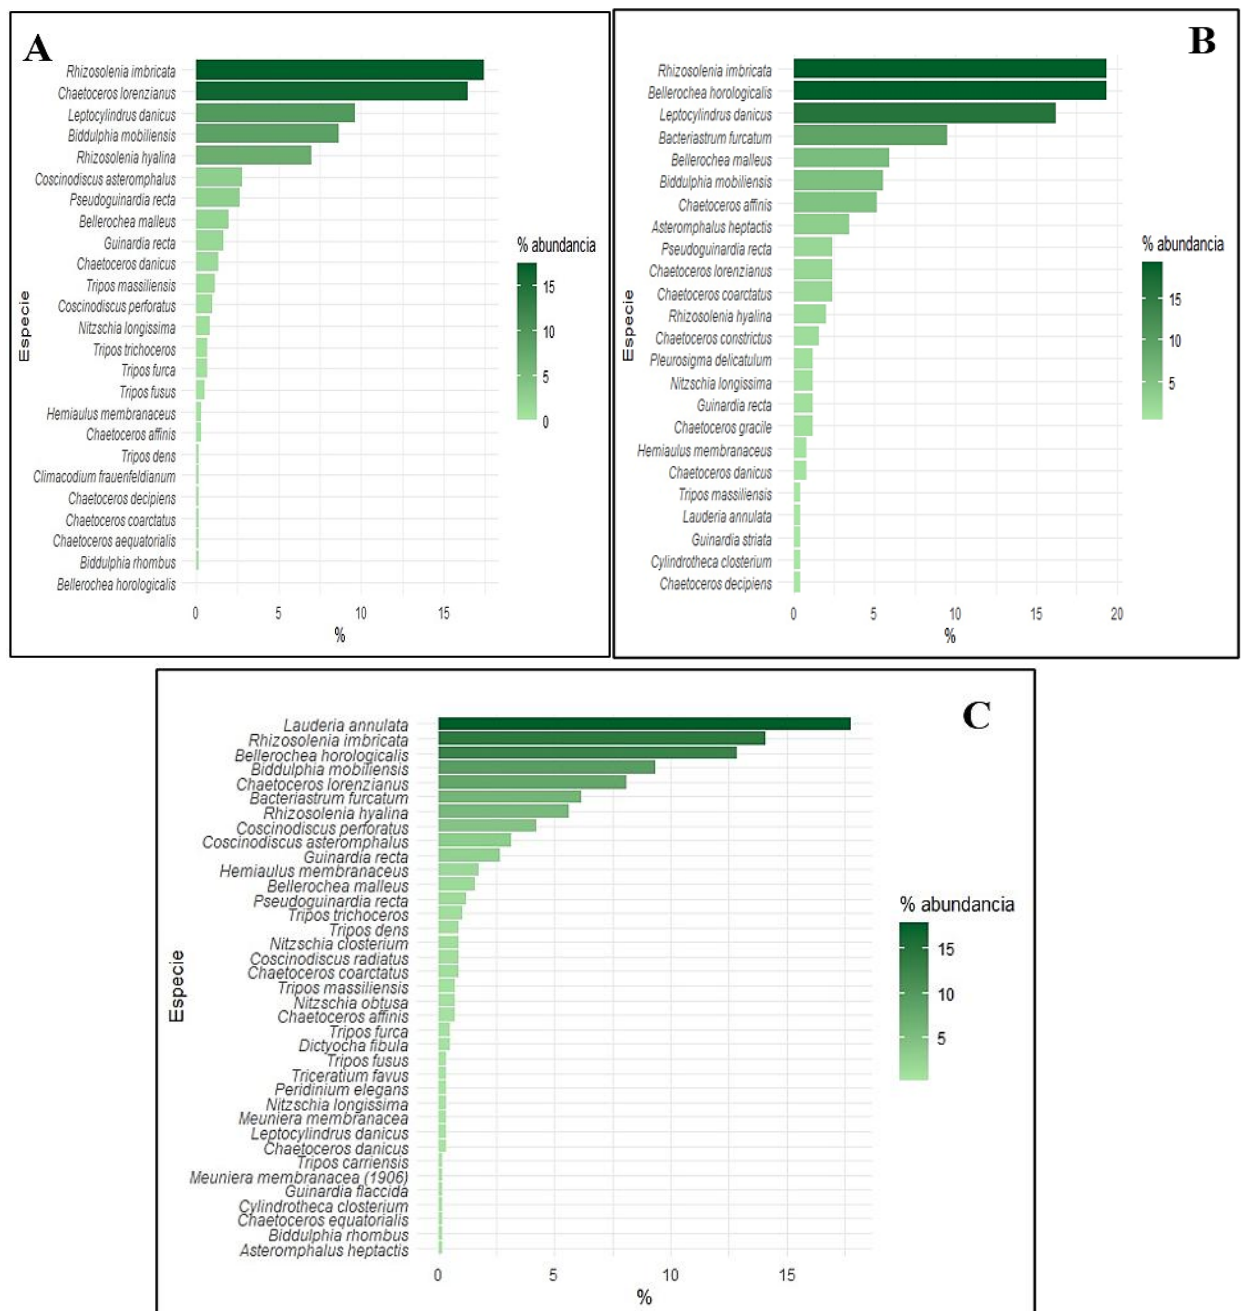 A
Rhizosolenia imbricata
Chaetoceros lorenzianus
Leptocylindrus danicus
Biddulphia mobiliensis
Rhizosolenia hyalina
Coscinodiscus asteromphalus
Pseudoguinardia recta
Bellerochea malleus
Guinardia recta
Chaetoceros danicus
Tripos massiliensis
Coscinodiscus perforatus
Nitzschia longissima
Tripos trichoceros
Tripos furca
Tripos fusus
Hemiaulus membranaceus
Chaetoceros affinis
Tripos dens
Climacodium frauenfeldianum
Chaetoceros decipiens
Chaetoceros coarctatus
Chaetoceros aequatorialis
Biddulphia rhombus
Bellerochea horologicalis
Especie
0 5 10 15
%
% abundancia
15
10
5
0
B
Rhizosolenia imbricata
Bellerochea horologicalis
Leptocylindrus danicus
Bacteriastrum furcatum
Bellerochea malleus
Biddulphia mobiliensis
Chaetoceros affinis
Asteromphalus heptactis
Pseudoguinardia recta
Chaetoceros lorenzianus
Chaetoceros coarctatus
Rhizosolenia hyalina
Chaetoceros constrictus
Pleurosigma delicatulum
Nitzschia longissima
Guinardia recta
Chaetoceros gracile
Hemiaulus membranaceus
Chaetoceros danicus
Tripos massiliensis
Lauderia annulata
Guinardia striata
Cylindrotheca closterium
Chaetoceros decipiens
Especie
0 5 10 15 20
%
% abundancia
15
10
5
C
Lauderia annulata
Rhizosolenia imbricata
Bellerochea horologicalis
Biddulphia mobiliensis
Chaetoceros lorenzianus
Bacteriastrum furcatum
Rhizosolenia hyalina
Coscinodiscus perforatus
Coscinodiscus asteromphalus
Guinardia recta
Hemiaulus membranaceus
Bellerochea malleus
Pseudoguinardia recta
Tripos trichoceros
Tripos dens
Nitzschia closterium
Coscinodiscus radiatus
Chaetoceros coarctatus
Tripos massiliensis
Nitzschia obtusa
Chaetoceros affinis
Tripos furca
Dictyocha fibula
Tripos fusus
Triceratium favus
Peridinium elegans
Nitzschia longissima
Meuniera membranacea
Leptocylindrus danicus
Chaetoceros danicus
Tripos carriensis
Meuniera membranacea (1906)
Guinardia flaccida
Cylindrotheca closterium
Chaetoceros equatorialis
Biddulphia rhombus
Asteromphalus heptactis
Especie
0 5 10 15
%
% abundancia
15
10
5